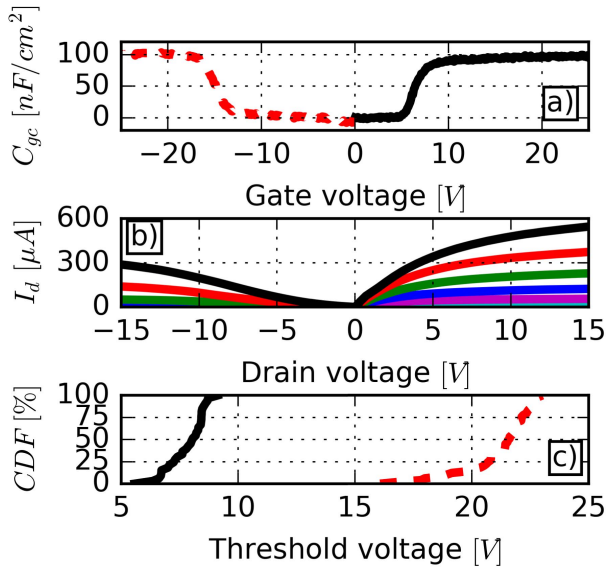 C_gc [nF/cm^2]
100
50
0
a)
−20 −10 0 10 20
Gate voltage [V]
I_d [μA]
600
300
0
b)
−15 −10 −5 0 5 10 15
Drain voltage [V]
CDF [%]
100
75
50
25
0
c)
5 10 15 20 25
Threshold voltage [V]